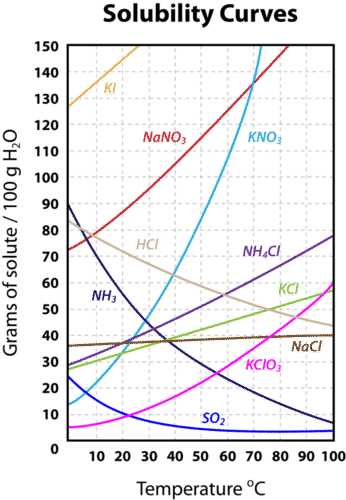 Solubility Curves
Grams of solute / 100 g H₂O
150
140
130
120
110
100
90
80
70
60
50
40
30
20
10
0
KI
NaNO₃
KNO₃
HCl
NH₄Cl
NH₃
KCl
NaCl
KClO₃
SO₂
10 20 30 40 50 60 70 80 90 100
Temperature °C